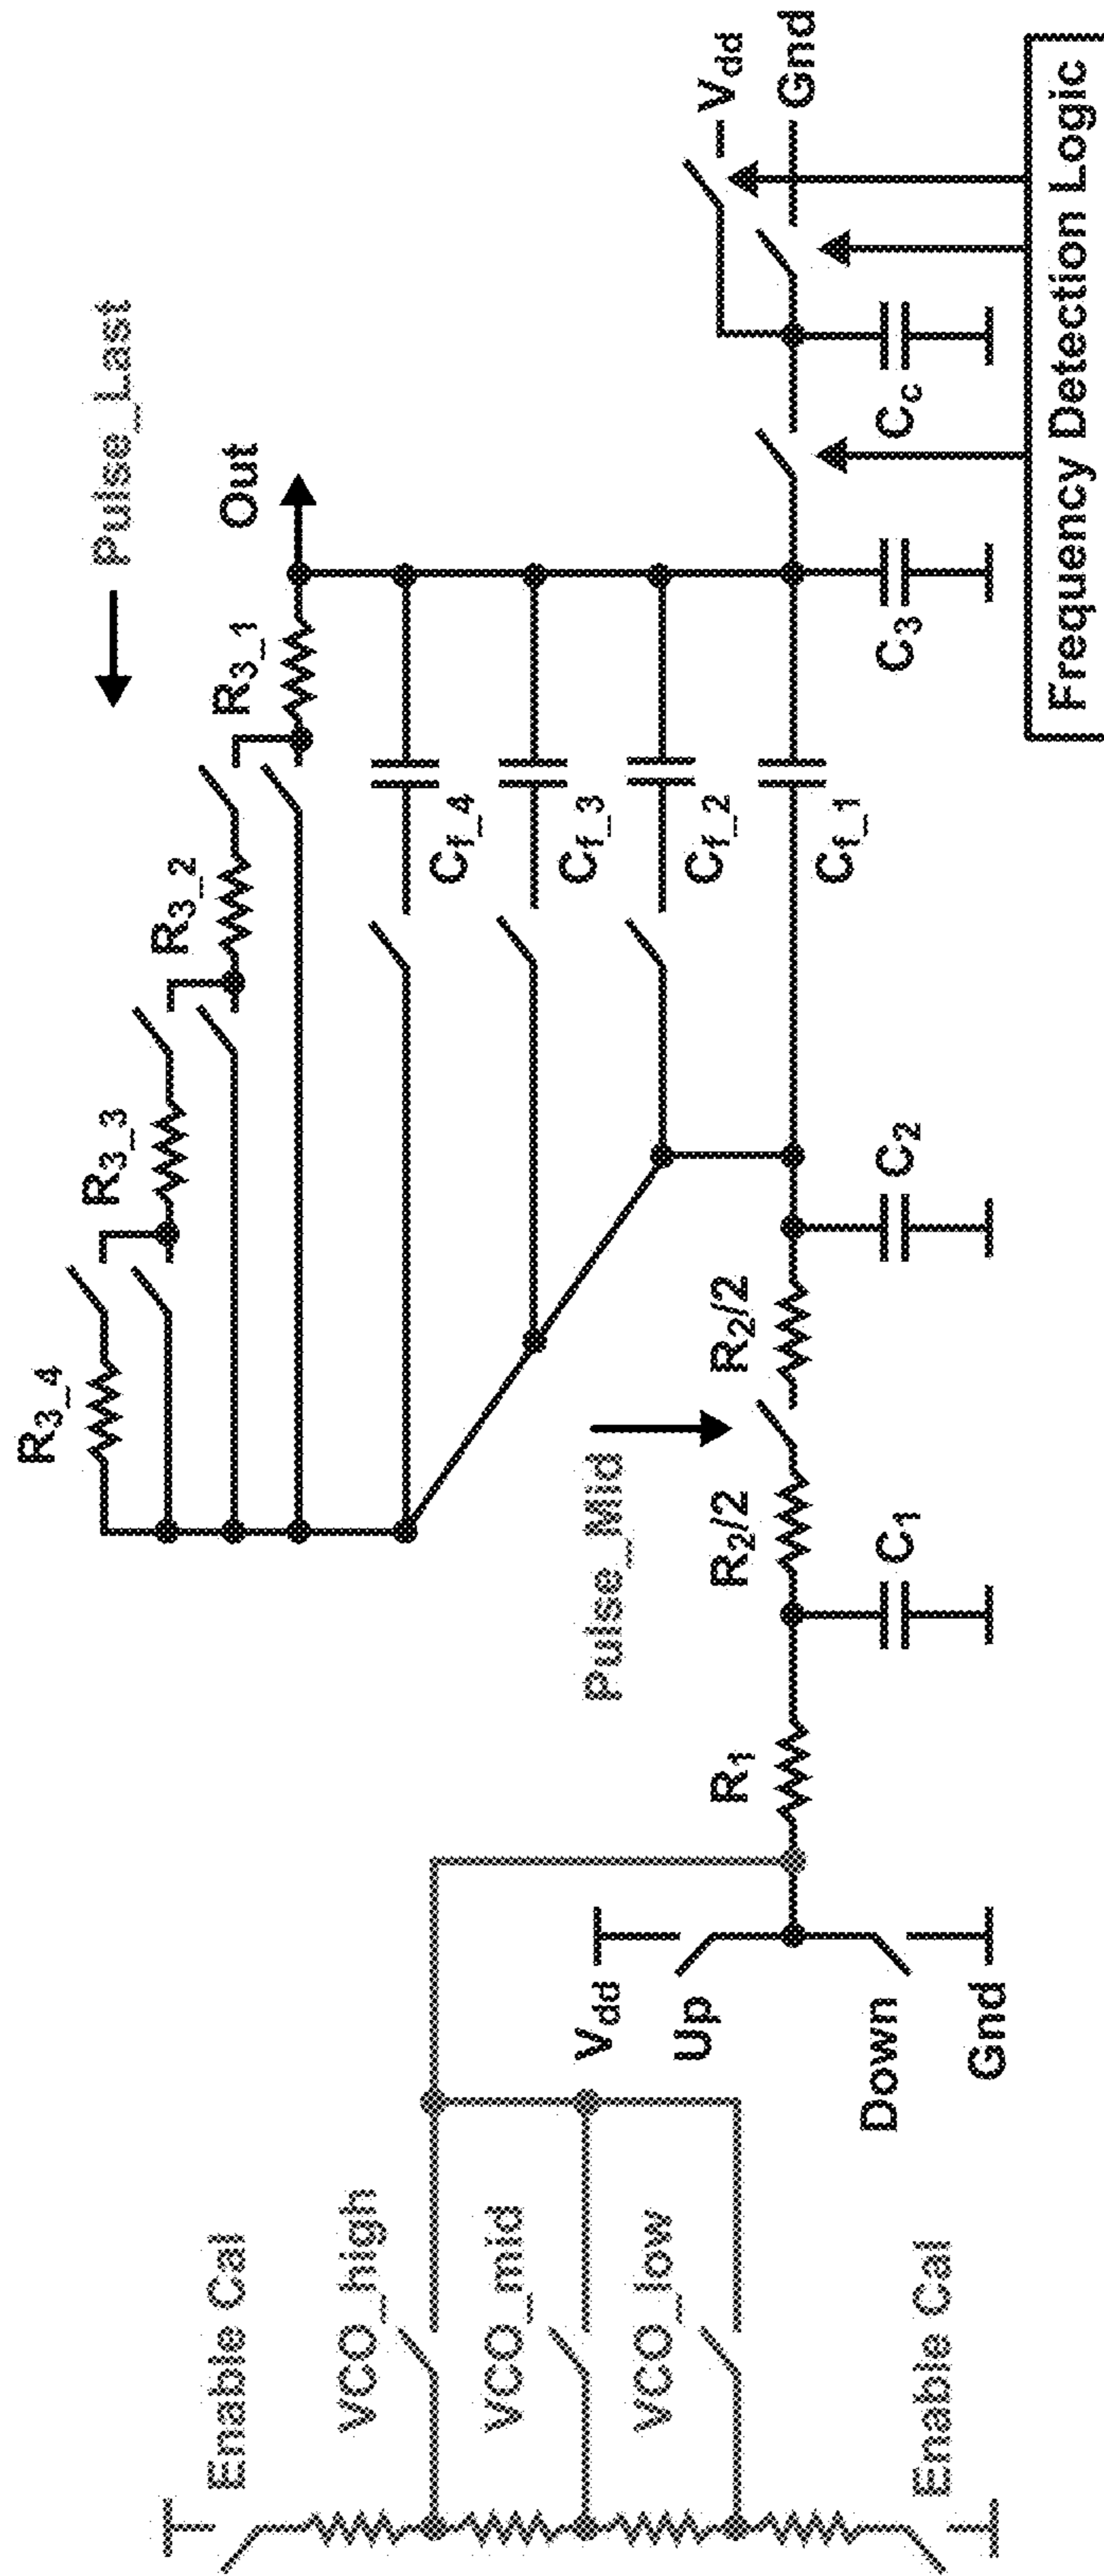 Enable Cal
VCO_high
VCO_mid
VCO_low
Enable Cal
Vdd
Up
Down
Gnd
R1
C1
Pulse_Mid
R2/2
R2/2
C2
R3_4
R3_3
R3_2
R3_1
Pulse_Last
Out
Cf_4
Cf_3
Cf_2
Cf_1
C3
Cc
Vdd
Gnd
Frequency Detection Logic